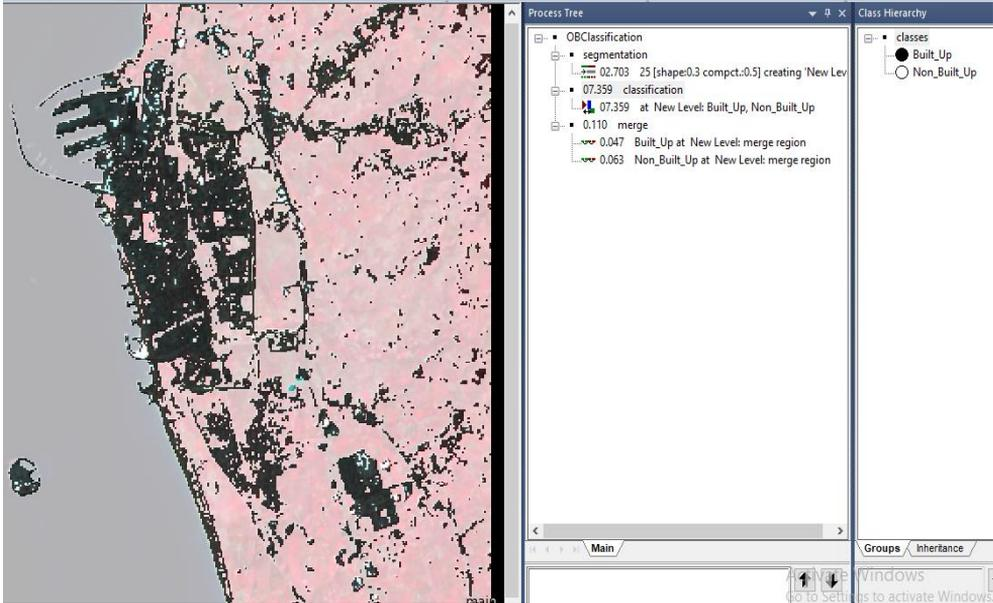 Process Tree
OBClassification
segmentation
02.703 25 [shape:0.3 compct.:0.5] creating 'New Lev
07.359 classification
07.359 at New Level: Built_Up, Non_Built_Up
0.110 merge
0.047 Built_Up at New Level: merge region
0.063 Non_Built_Up at New Level: merge region
Main
Class Hierarchy
classes
Built_Up
Non_Built_Up
Groups Inheritance
main
Activate Windows
Go to Settings to activate Windows.